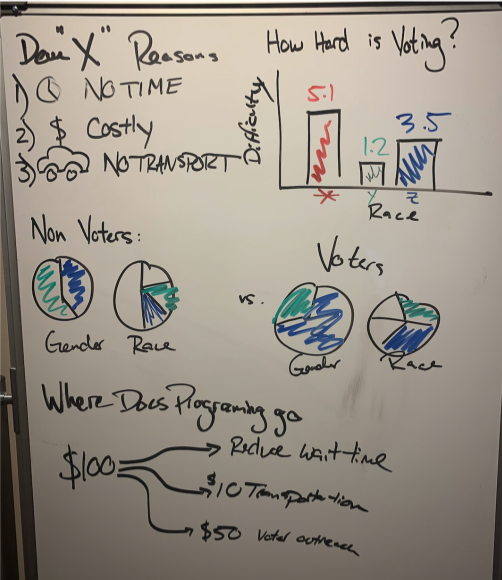 Dem "X" Reasons
1) NO TIME
2) $ Costly
3) NO TRANSPORT
How Hard is Voting?
Difficulty
5.1
1.2
3.5
X
Y
Z
Race
Non Voters:
Gender
Race
vs.
Voters
Gender
Race
Where Does Programing go
$100
Reduce wait time
$10 Transportation
$50 Voter outreach